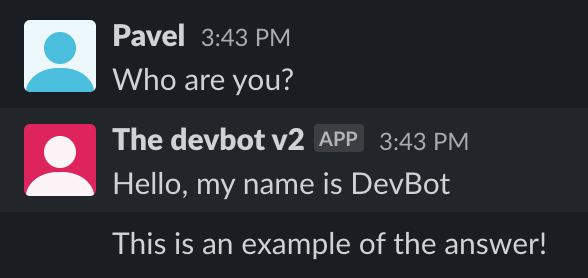 Pavel 3:43 PM
Who are you?
The devbot v2 APP 3:43 PM
Hello, my name is DevBot
This is an example of the answer!